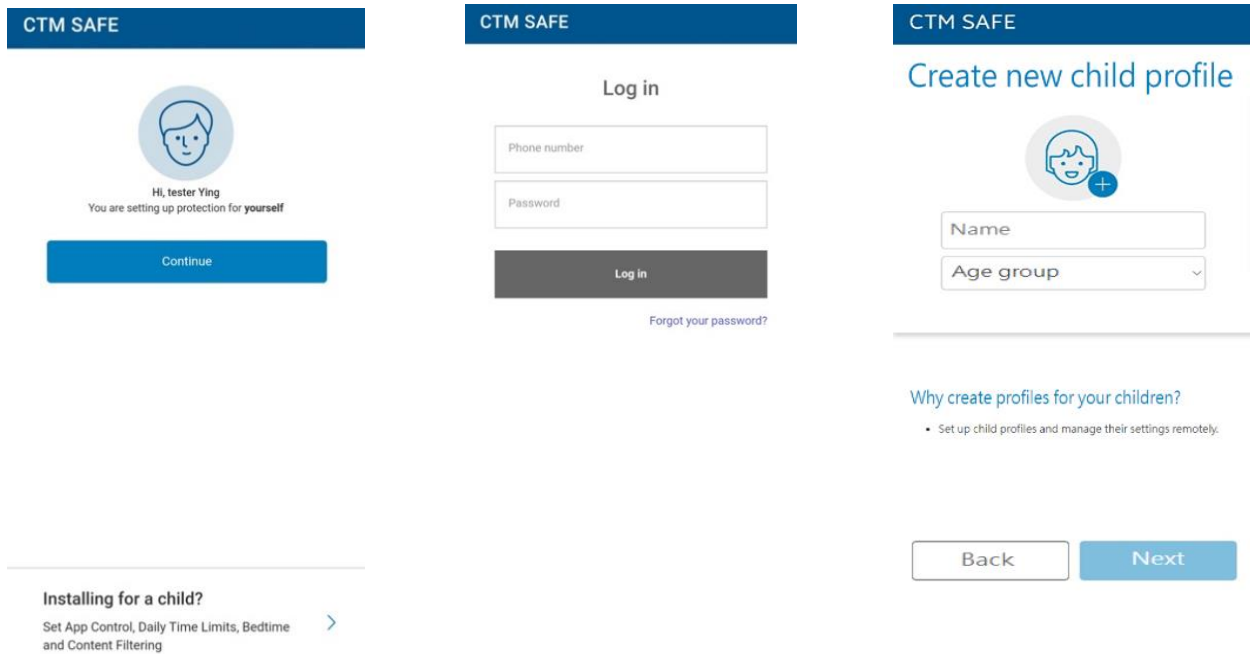 CTM SAFE
Hi, tester Ying
You are setting up protection for yourself
Continue
Installing for a child?
Set App Control, Daily Time Limits, Bedtime
and Content Filtering
CTM SAFE
Log in
Phone number
Password
Log in
Forgot your password?
CTM SAFE
Create new child profile
Name
Age group
Why create profiles for your children?
▪ Set up child profiles and manage their settings remotely.
Back
Next